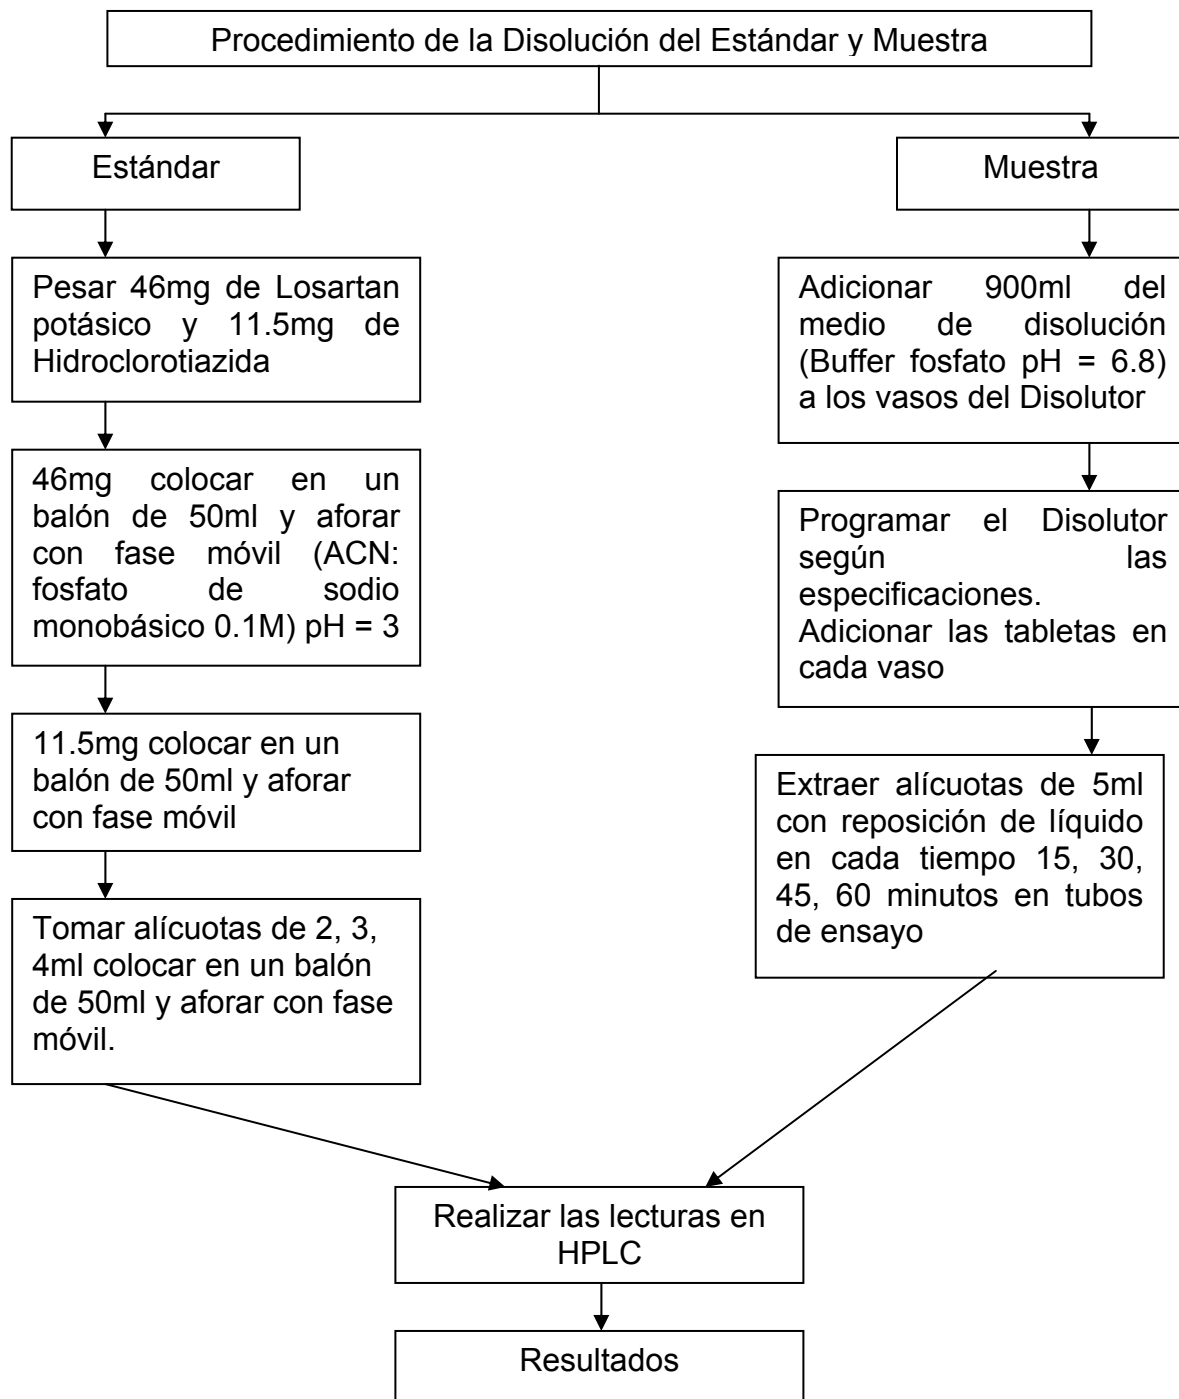 Procedimiento de la Disolución del Estándar y Muestra
Estándar
Muestra
Pesar 46mg de Losartan
potásico y 11.5mg de
Hidroclorotiazida
46mg colocar en un
balón de 50ml y aforar
con fase móvil (ACN:
fosfato de sodio
monobásico 0.1M) pH = 3
11.5mg colocar en un
balón de 50ml y aforar
con fase móvil
Tomar alícuotas de 2, 3,
4ml colocar en un balón
de 50ml y aforar con fase
móvil.
Adicionar 900ml del
medio de disolución
(Buffer fosfato pH = 6.8)
a los vasos del Disolutor
Programar el Disolutor
según las
especificaciones.
Adicionar las tabletas en
cada vaso
Extraer alícuotas de 5ml
con reposición de líquido
en cada tiempo 15, 30,
45, 60 minutos en tubos
de ensayo
Realizar las lecturas en
HPLC
Resultados